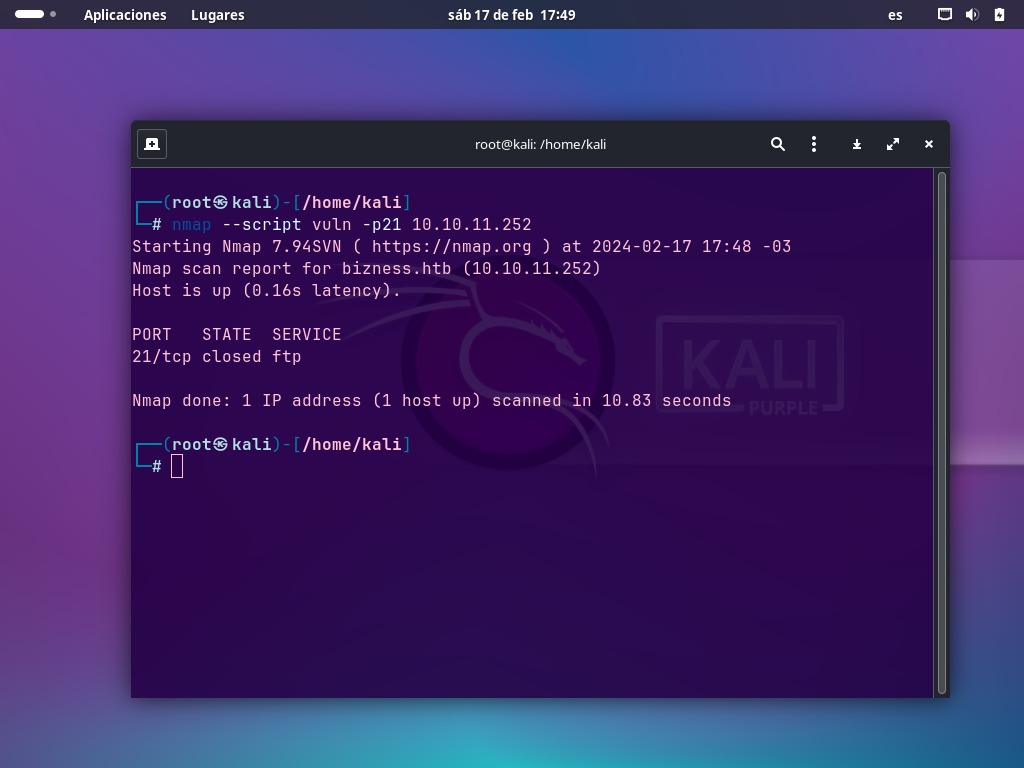 Aplicaciones Lugares sáb 17 de feb 17:49 es
root@kali: /home/kali
┌──(root㉿kali)-[/home/kali]
└─# nmap --script vuln -p21 10.10.11.252
Starting Nmap 7.94SVN ( https://nmap.org ) at 2024-02-17 17:48 -03
Nmap scan report for bizness.htb (10.10.11.252)
Host is up (0.16s latency).
PORT STATE SERVICE
21/tcp closed ftp
Nmap done: 1 IP address (1 host up) scanned in 10.83 seconds
┌──(root㉿kali)-[/home/kali]
└─#
KALI
PURPLE